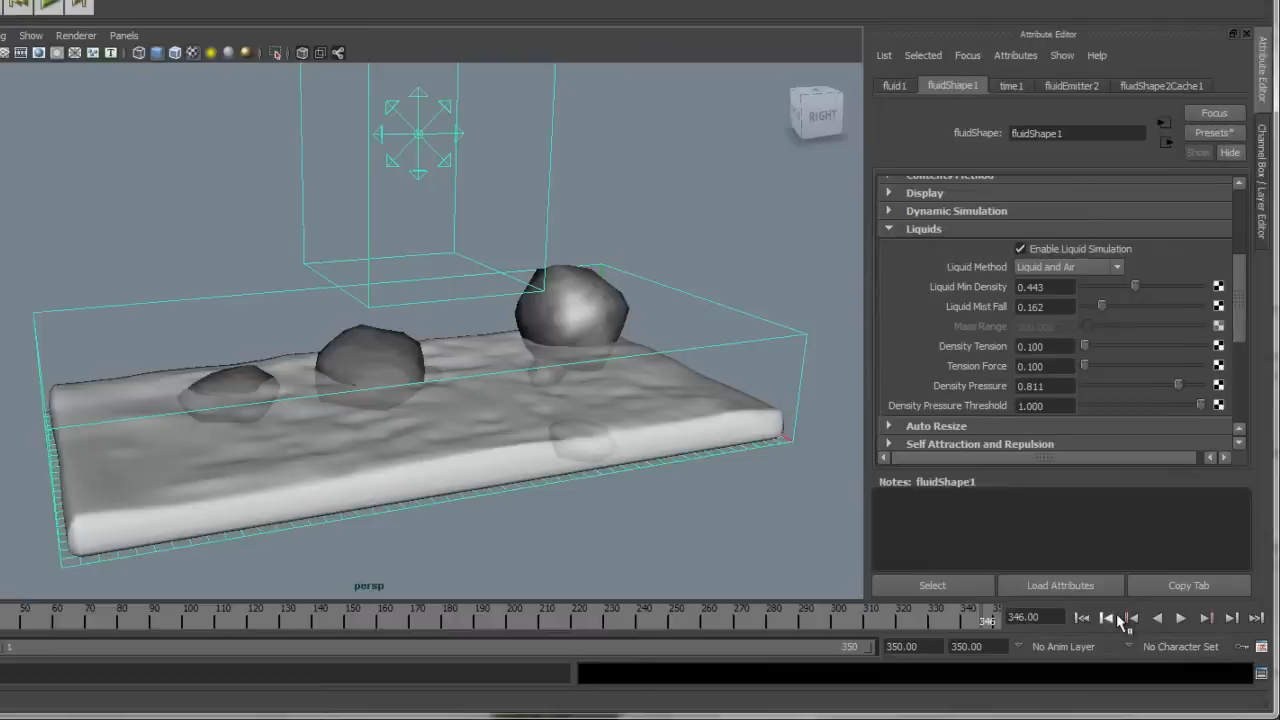 Show Renderer Panels
Attribute Editor
List Selected Focus Attributes Show Help
fluid1 fluidShape1 time1 fluidEmitter2 fluidShape2Cache1
Focus
fluidShape: fluidShape1
Presets*
Show Hide
Display
Dynamic Simulation
Liquids
Enable Liquid Simulation
Liquid Method Liquid and Air
Liquid Min Density 0.443
Liquid Mist Fall 0.162
Mass Range
Density Tension 0.100
Tension Force 0.100
Density Pressure 0.811
Density Pressure Threshold 1.000
Auto Resize
Self Attraction and Repulsion
Notes: fluidShape1
Select Load Attributes Copy Tab
Attribute Editor
Channel Box / Layer Editor
RIGHT
persp
50 60 70 80 90 100 110 120 130 140 150 160 170 180 190 200 210 220 230 240 250 260 270 280 290 300 310 320 330 340
346 346.00
1 350 350.00 350.00 No Anim Layer No Character Set